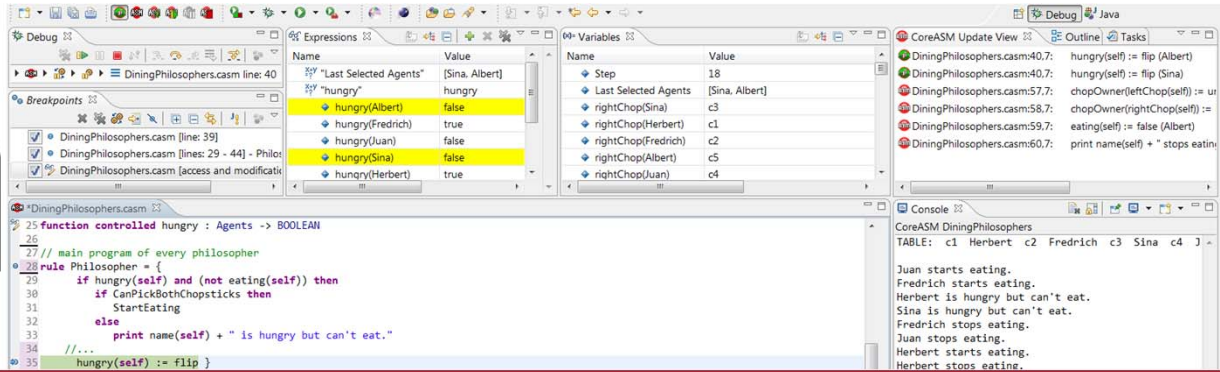 Debug Java
Debug
DiningPhilosophers.casm line: 40
Breakpoints
DiningPhilosophers.casm [line: 39]
DiningPhilosophers.casm [lines: 29 - 44] - Philos
DiningPhilosophers.casm [access and modificatio
Expressions
Name Value
"Last Selected Agents" [Sina, Albert]
"hungry" hungry
hungry(Albert) false
hungry(Fredrich) true
hungry(Juan) false
hungry(Sina) false
hungry(Herbert) true
Variables
Name Value
Step 18
Last Selected Agents [Sina, Albert]
rightChop(Sina) c3
rightChop(Herbert) c1
rightChop(Fredrich) c2
rightChop(Albert) c5
rightChop(Juan) c4
CoreASM Update View Outline Tasks
DiningPhilosophers.casm:40,7: hungry(self) := flip (Albert)
DiningPhilosophers.casm:40,7: hungry(self) := flip (Sina)
DiningPhilosophers.casm:57,7: chopOwner(leftChop(self)) := un
DiningPhilosophers.casm:58,7: chopOwner(rightChop(self)) :=
DiningPhilosophers.casm:59,7: eating(self) := false (Albert)
DiningPhilosophers.casm:60,7: print name(self) + " stops eating
*DiningPhilosophers.casm
25 function controlled hungry : Agents -> BOOLEAN
26
27 // main program of every philosopher
28 rule Philosopher = {
29 if hungry(self) and (not eating(self)) then
30 if CanPickBothChopsticks then
31 StartEating
32 else
33 print name(self) + " is hungry but can't eat."
34 //...
35 hungry(self) := flip }
Console
CoreASM DiningPhilosophers
TABLE: c1 Herbert c2 Fredrich c3 Sina c4 J
Juan starts eating.
Fredrich starts eating.
Herbert is hungry but can't eat.
Sina is hungry but can't eat.
Fredrich stops eating.
Juan stops eating.
Herbert starts eating.
Herbert stops eating.